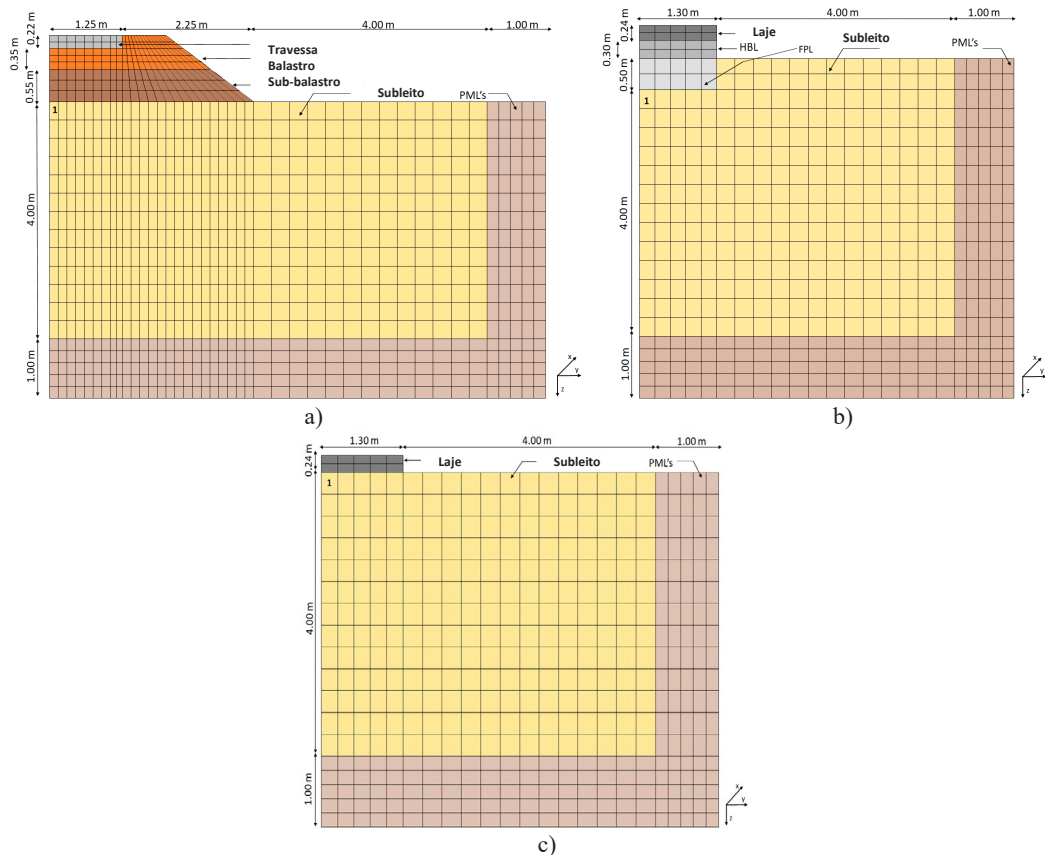 1.25 m
2.25 m
4.00 m
1.00 m
0.22 m
0.35 m
0.55 m
4.00 m
1.00 m
Travessa
Balastro
Sub-balastro
Subleito
PML's
1
x
y
z
a)
1.30 m
4.00 m
1.00 m
0.24 m
0.30 m
0.50 m
4.00 m
1.00 m
Laje
HBL
FPL
Subleito
PML's
1
x
y
z
b)
1.30 m
4.00 m
1.00 m
0.24 m
4.00 m
1.00 m
Laje
Subleito
PML's
1
x
y
z
c)